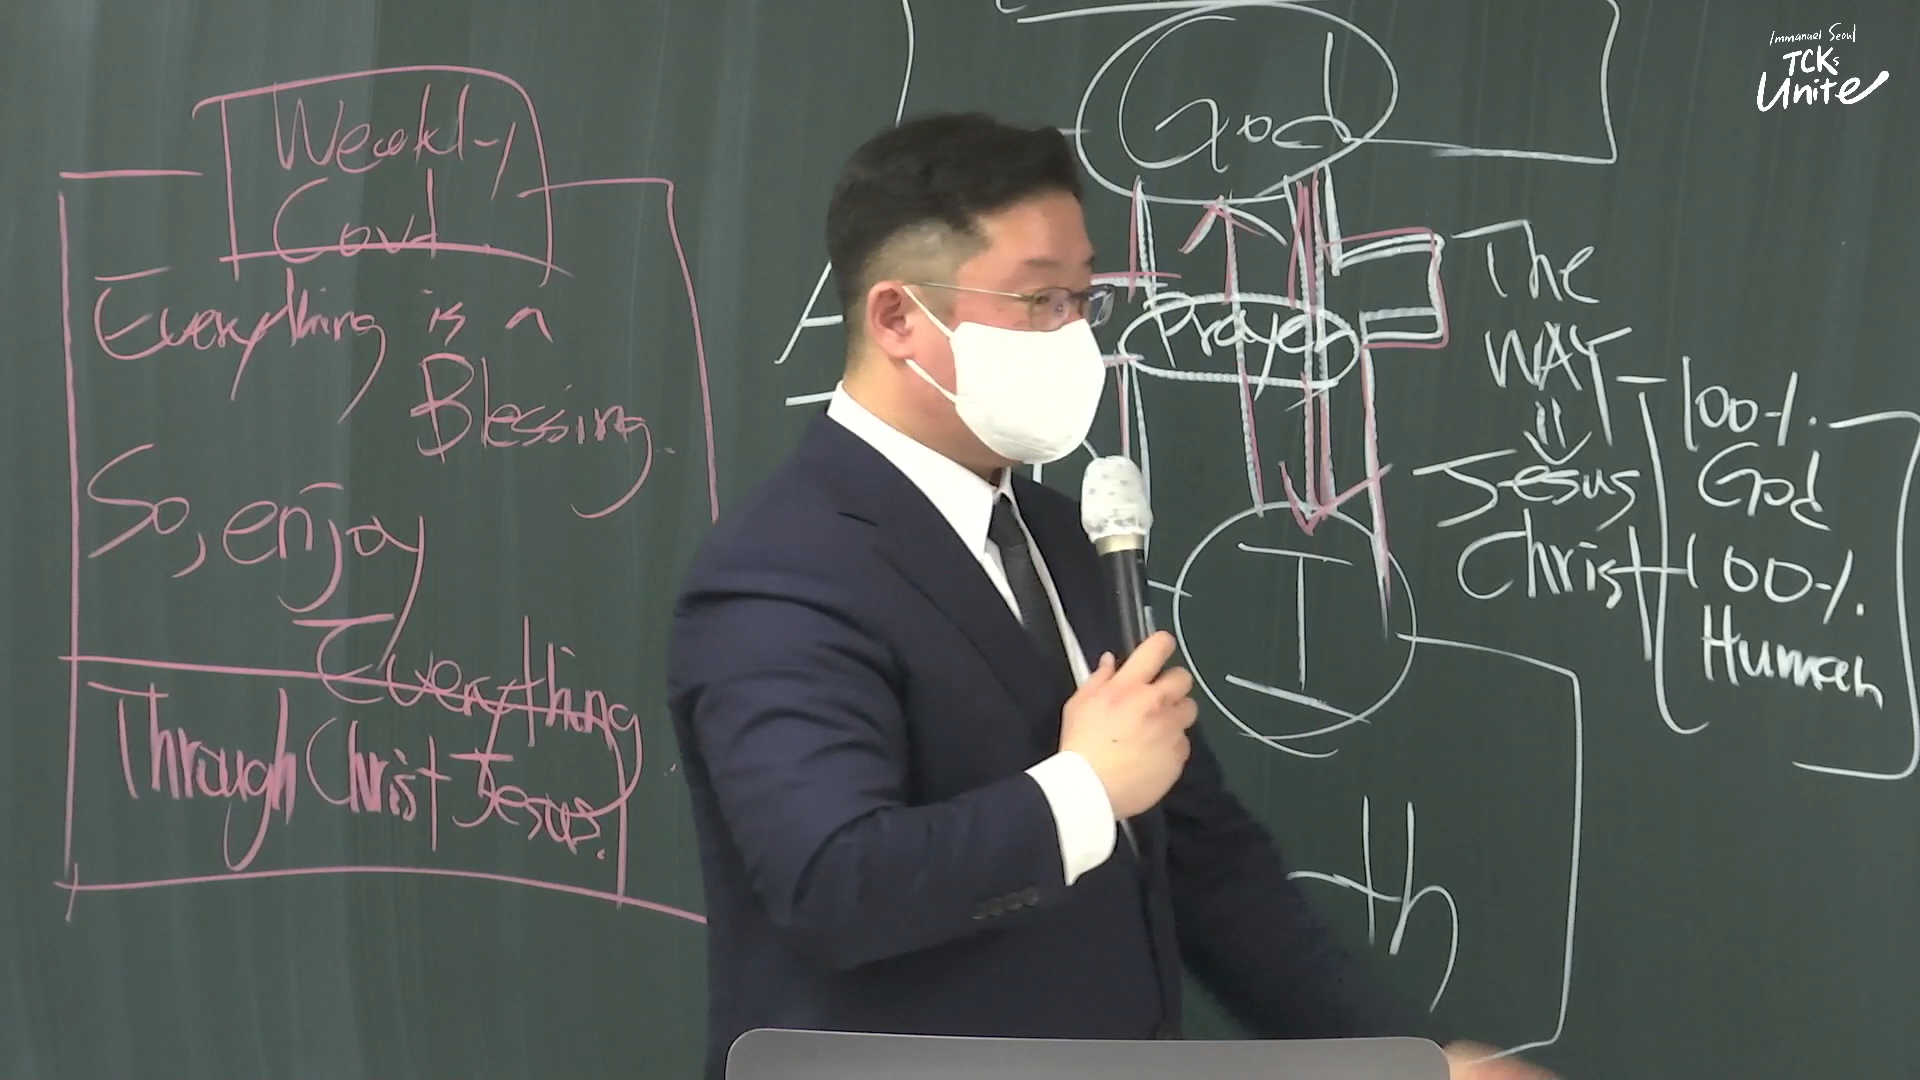 Immanuel Seoul
TCKs
Unite
Weekly
Cov't.
Everything is a
Blessing.
So, enjoy
Everything
Through Christ Jesus.
God
Prayer
I
The
WAY
Jesus
Christ
100%
God
100%
Human